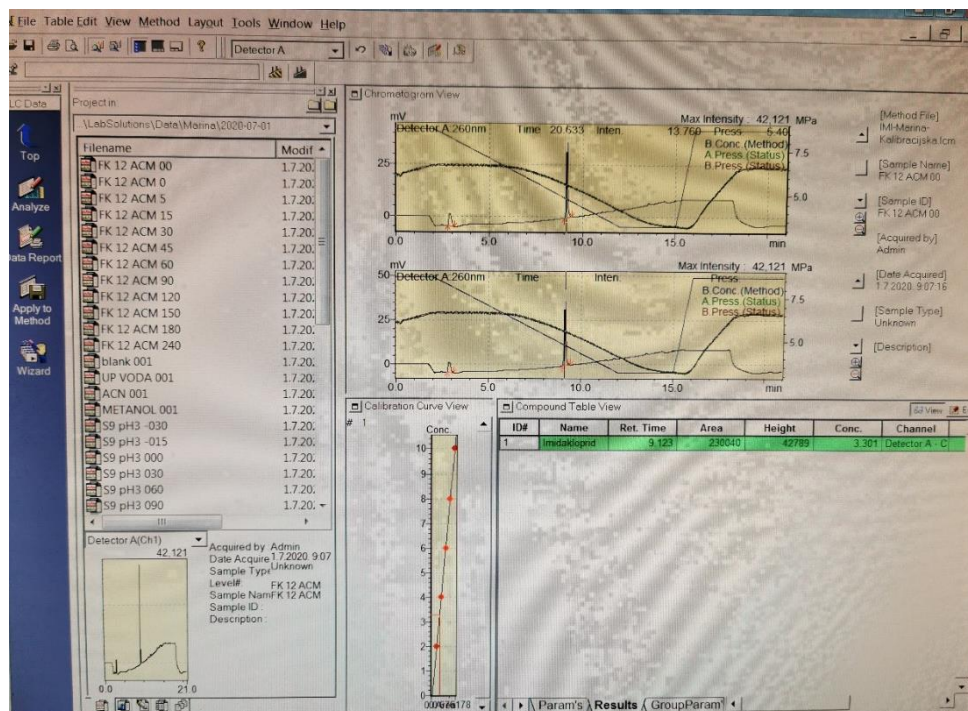 File Table Edit View Method Layout Tools Window Help
Detector A
LC Data
Top
Analyze
Data Report
Apply to
Method
Wizard
Project in
\LabSolutions\Data\Marina\2020-07-01
Filename Modif
FK 12 ACM 00 1.7.20.
FK 12 ACM 0 1.7.20.
FK 12 ACM 5 1.7.20.
FK 12 ACM 15 1.7.20.
FK 12 ACM 30 1.7.20.
FK 12 ACM 45 1.7.20.
FK 12 ACM 60 1.7.20.
FK 12 ACM 90 1.7.20.
FK 12 ACM 120 1.7.20.
FK 12 ACM 150 1.7.20.
FK 12 ACM 180 1.7.20.
FK 12 ACM 240 1.7.20.
blank 001 1.7.20.
UP VODA 001 1.7.20.
ACN 001 1.7.20.
METANOL 001 1.7.20.
S9 pH3 -030 1.7.20.
S9 pH3 -015 1.7.20.
S9 pH3 000 1.7.20.
S9 pH3 030 1.7.20.
S9 pH3 060 1.7.20.
S9 pH3 090 1.7.20.
Detector A(Ch1)
42,121
0.0 21.0
Acquired by Admin
Date Acquire 1.7.2020. 9:07
Sample Type Unknown
Level#
Sample Nam FK 12 ACM
FK 12 ACM
Sample ID :
Description :
Chromatogram View
mV Max Intensity : 42,121 MPa
Detector A 260nm Time 20.633 Inten. 13.760 Press. 5.46
B.Conc.(Method)
A.Press.(Status)
B.Press.(Status)
25
0
7.5
5.0
0.0 5.0 10.0 15.0 min
mV Max Intensity : 42,121 MPa
50 Detector A 260nm Time Inten. Press.
B.Conc.(Method)
A.Press.(Status)
B.Press.(Status)
25
0
7.5
5.0
0.0 5.0 10.0 15.0 min
[Method File]
IMI-Marina-
Kalibracijska.lcm
[Sample Name]
FK 12 ACM 00
[Sample ID]
FK 12 ACM 00
[Acquired by]
Admin
[Date Acquired]
1.7.2020. 9:07:16
[Sample Type]
Unknown
[Description]
Calibration Curve View
# 1
Conc.
10
9
8
7
6
5
4
3
2
1
0
Compound Table View
View
ID# Name Ret. Time Area Height Conc. Channel
1 Imidakloprid 9.123 230040 42789 3.301 Detector A - C
Param's Results GroupParam